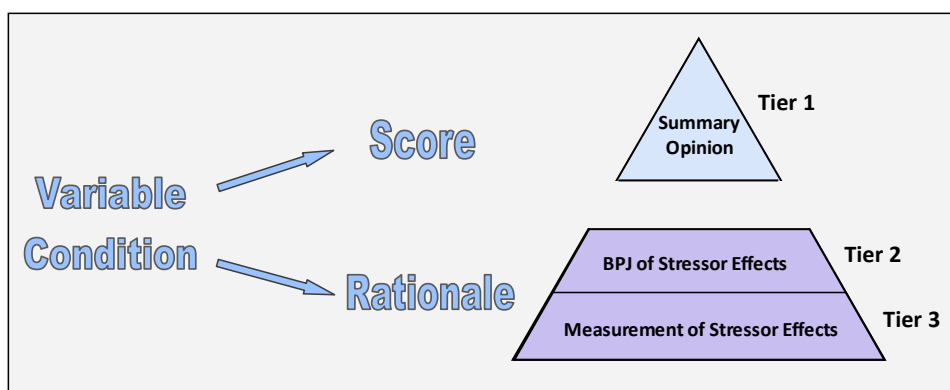 Variable
Condition
Score
Rationale
Summary
Opinion
Tier 1
BPJ of Stressor Effects
Tier 2
Measurement of Stressor Effects
Tier 3